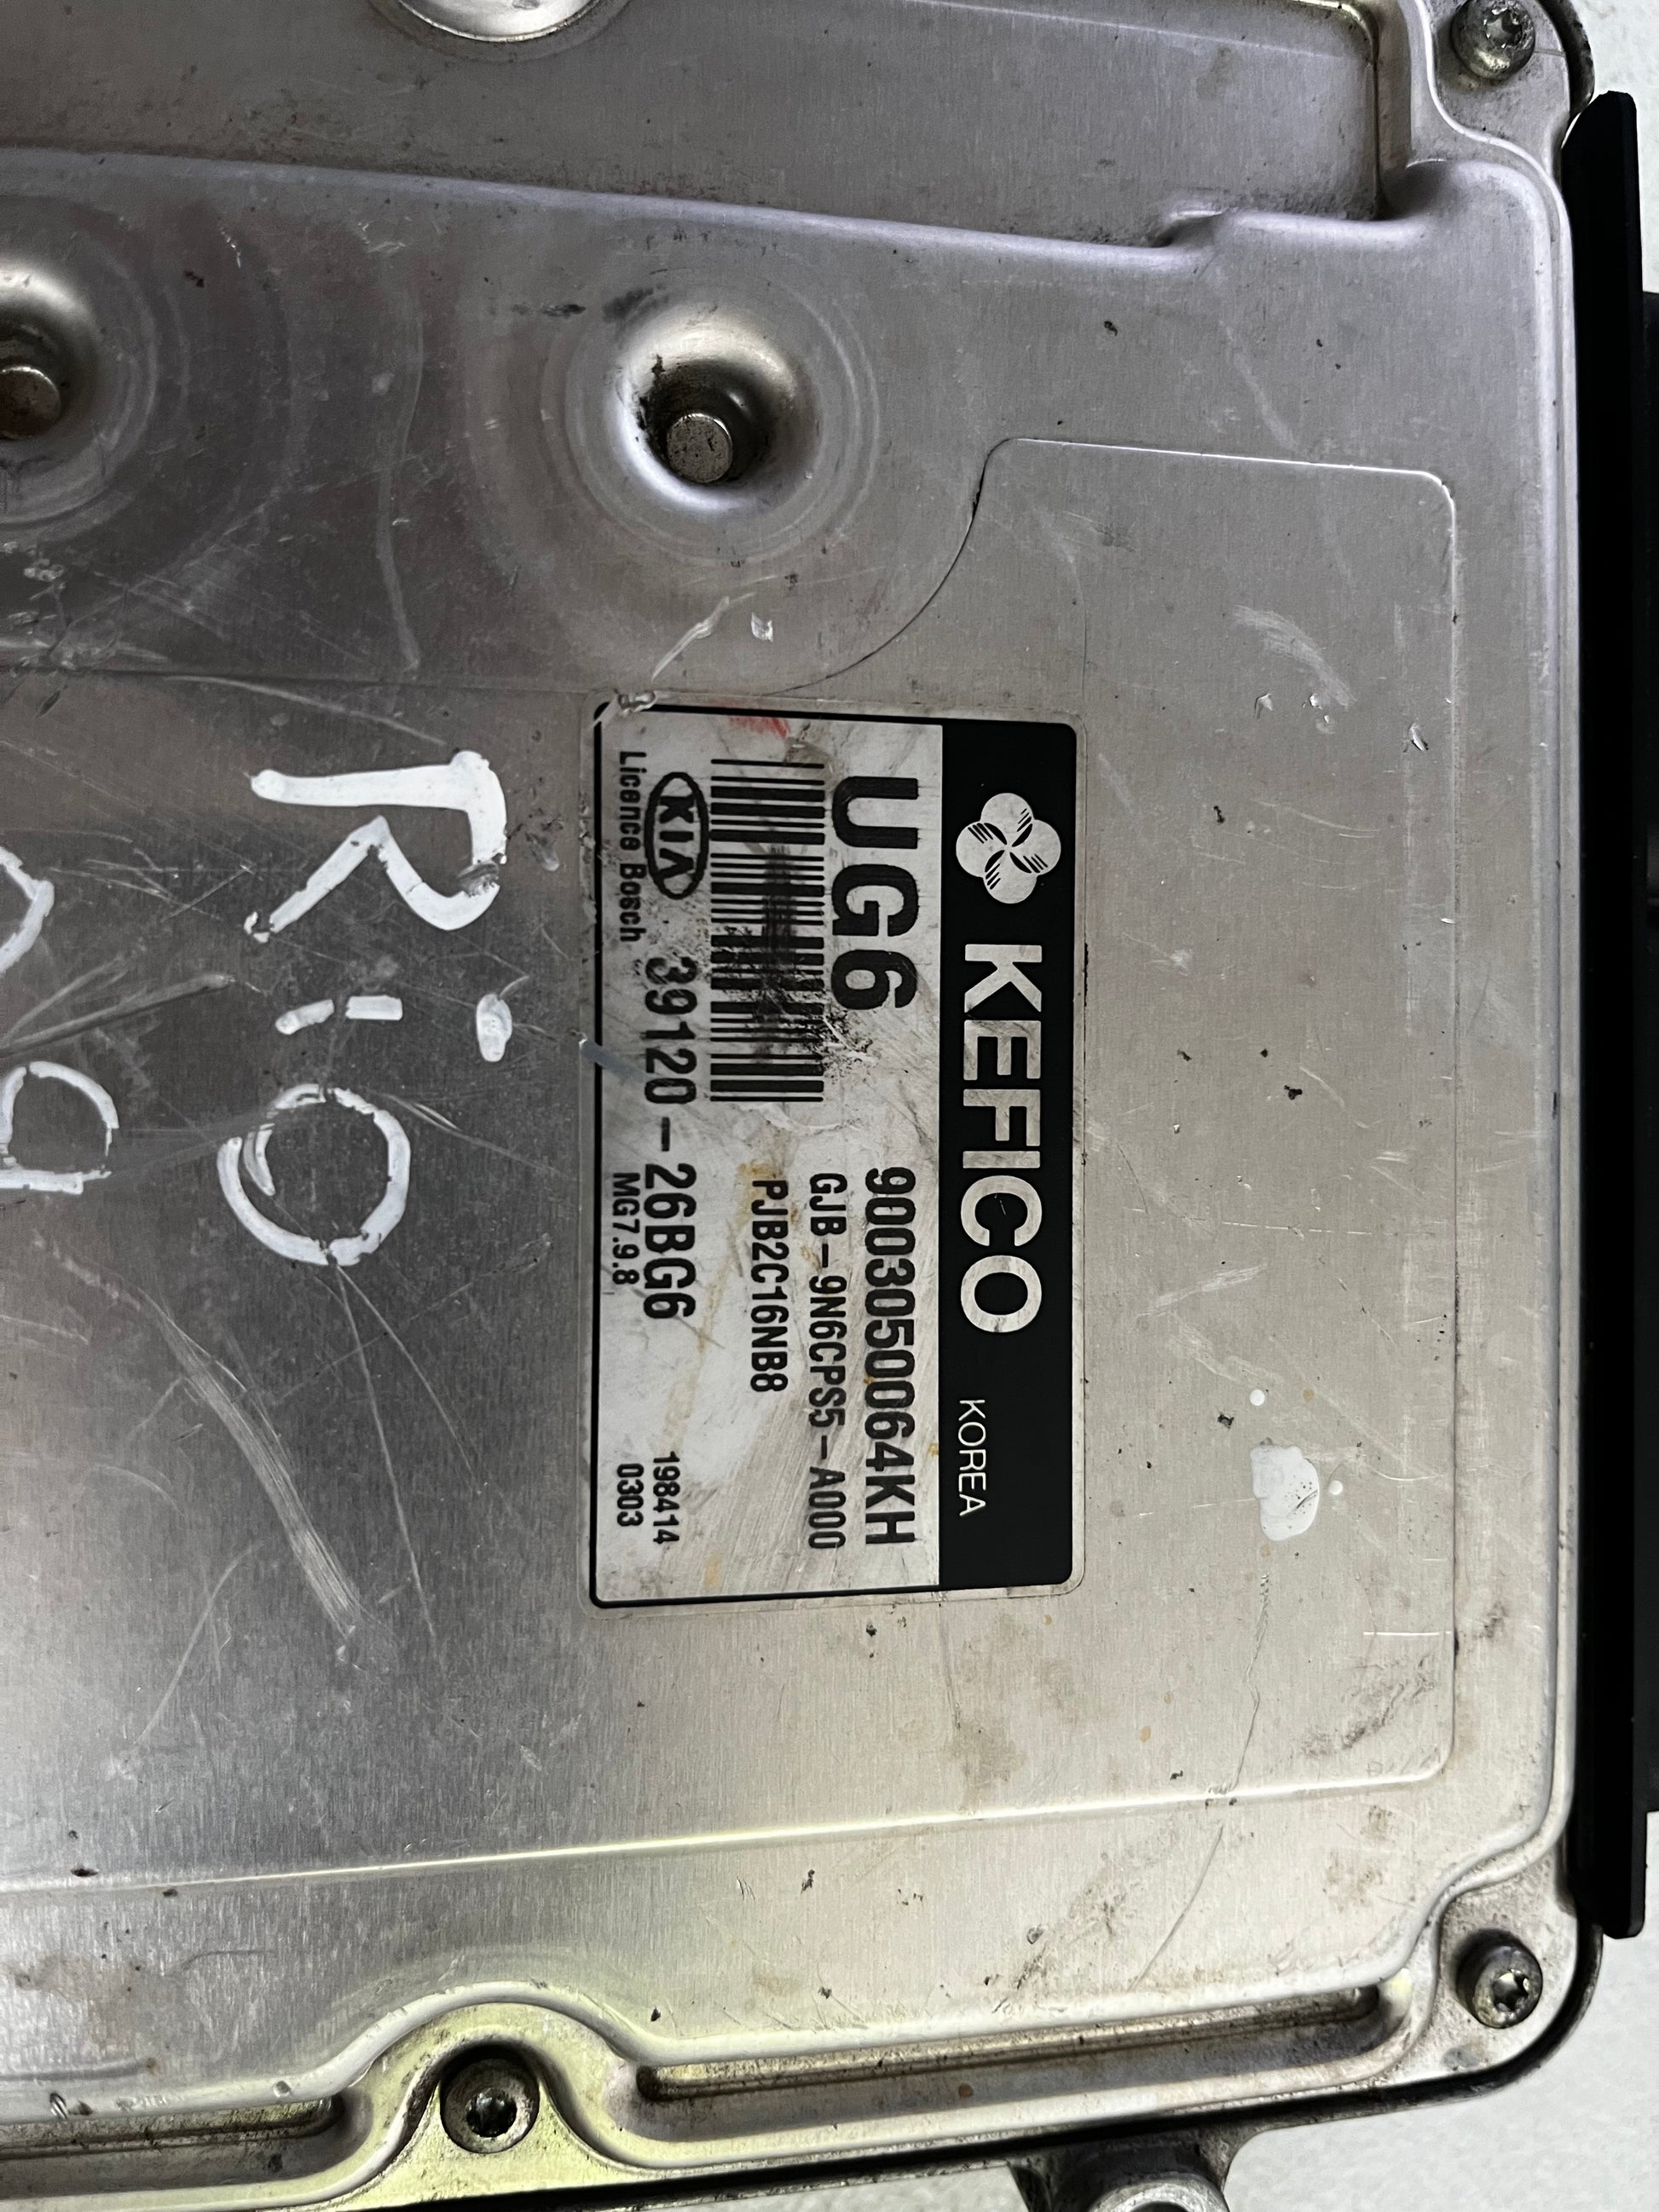 KEFICO KOREA
UG6
9003050064KH
GJB-9N6CPS5-A000
PJB2C16NB8
KIA 39120-26BG6
198414
Licence Bosch
MG7.9.8
0303
Rio